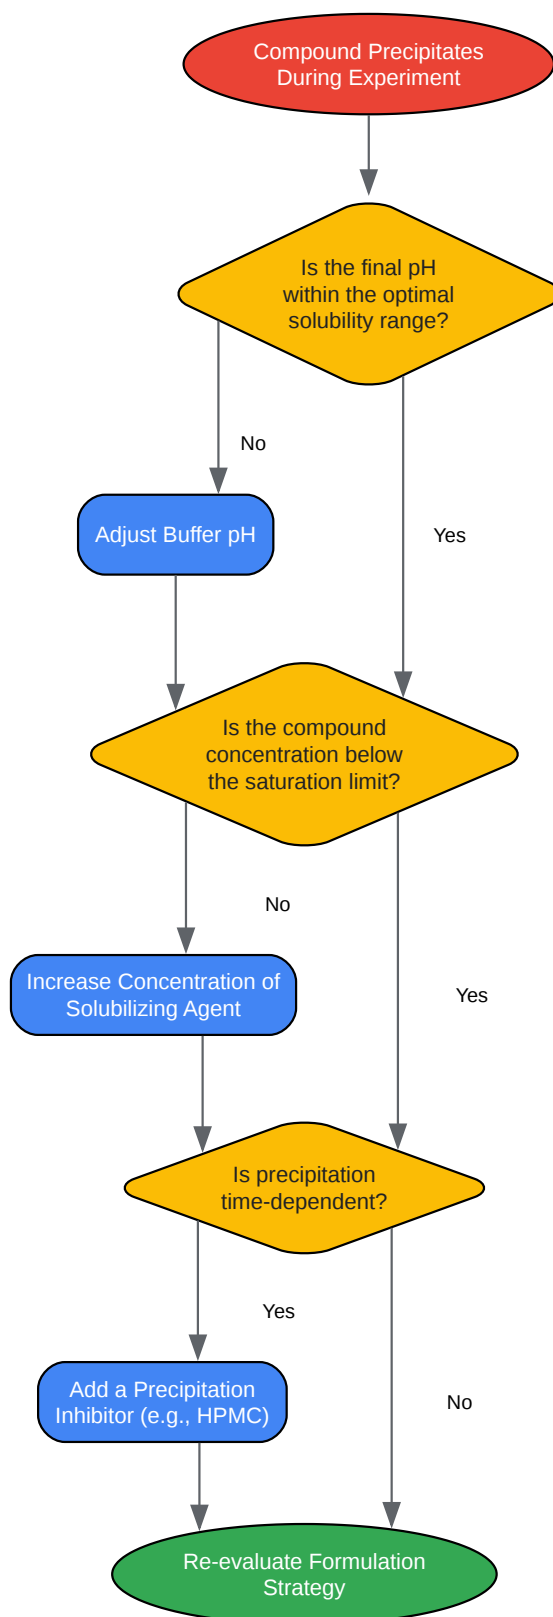 Compound Precipitates
During Experiment
Is the final pH
within the optimal
solubility range?
No
Adjust Buffer pH
Yes
Is the compound
concentration below
the saturation limit?
No
Increase Concentration of
Solubilizing Agent
Yes
Is precipitation
time-dependent?
Yes
Add a Precipitation
Inhibitor (e.g., HPMC)
No
Re-evaluate Formulation
Strategy